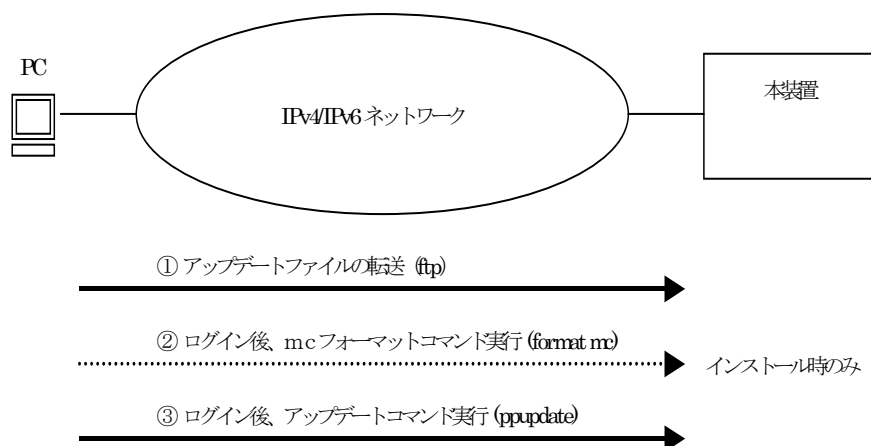 PC
本装置
IPv4/IPv6 ネットワーク
① アップデートファイルの転送 (ftp)
② ログイン後、mcフォーマットコマンド実行 (format mc)
インストール時のみ
③ ログイン後、アップデートコマンド実行 (ppupdate)